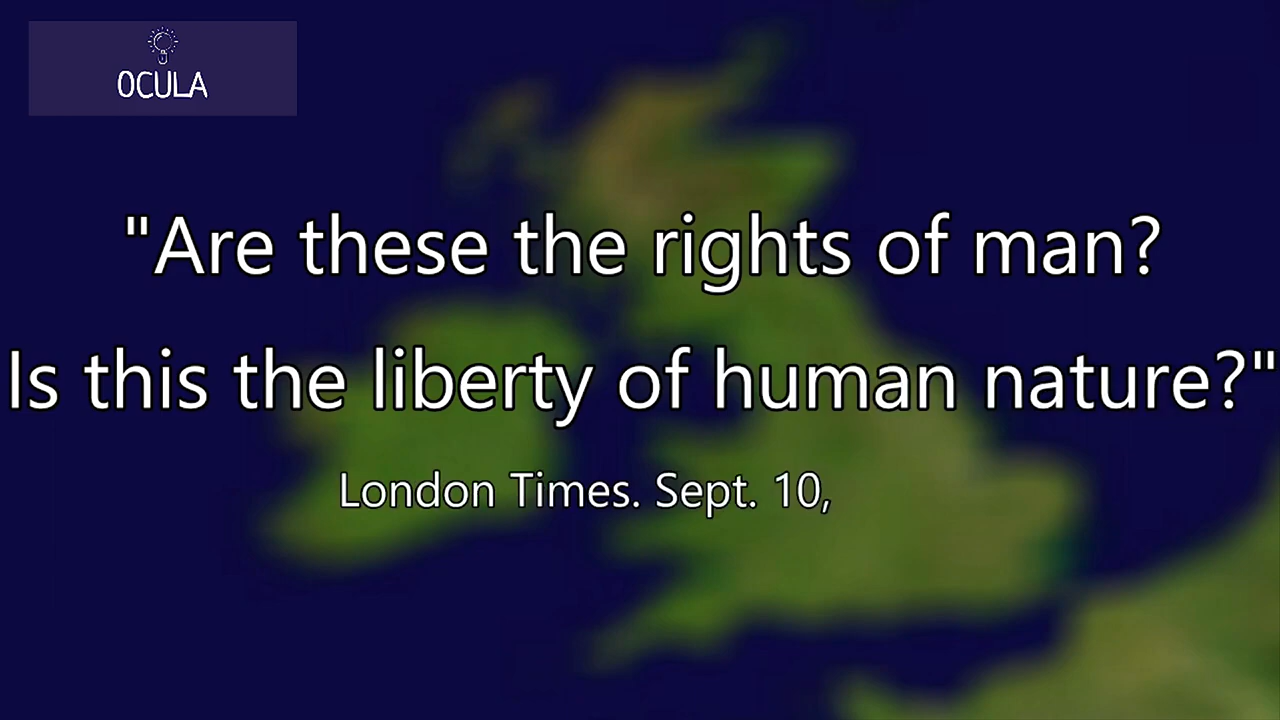 OCULA
"Are these the rights of man?
Is this the liberty of human nature?"
London Times. Sept. 10,